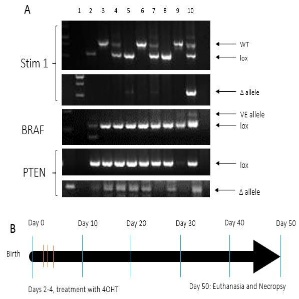 A
1 2 3 4 5 6 7 8 9 10
WT
Stim 1
lox
Δ allele
VE allele
BRAF
lox
lox
PTEN
Δ allele
B
Day 0 Day 10 Day 20 Day 30 Day 40 Day 50
Birth
Days 2-4, treatment with 4OHT
Day 50: Euthanasia and Necropsy